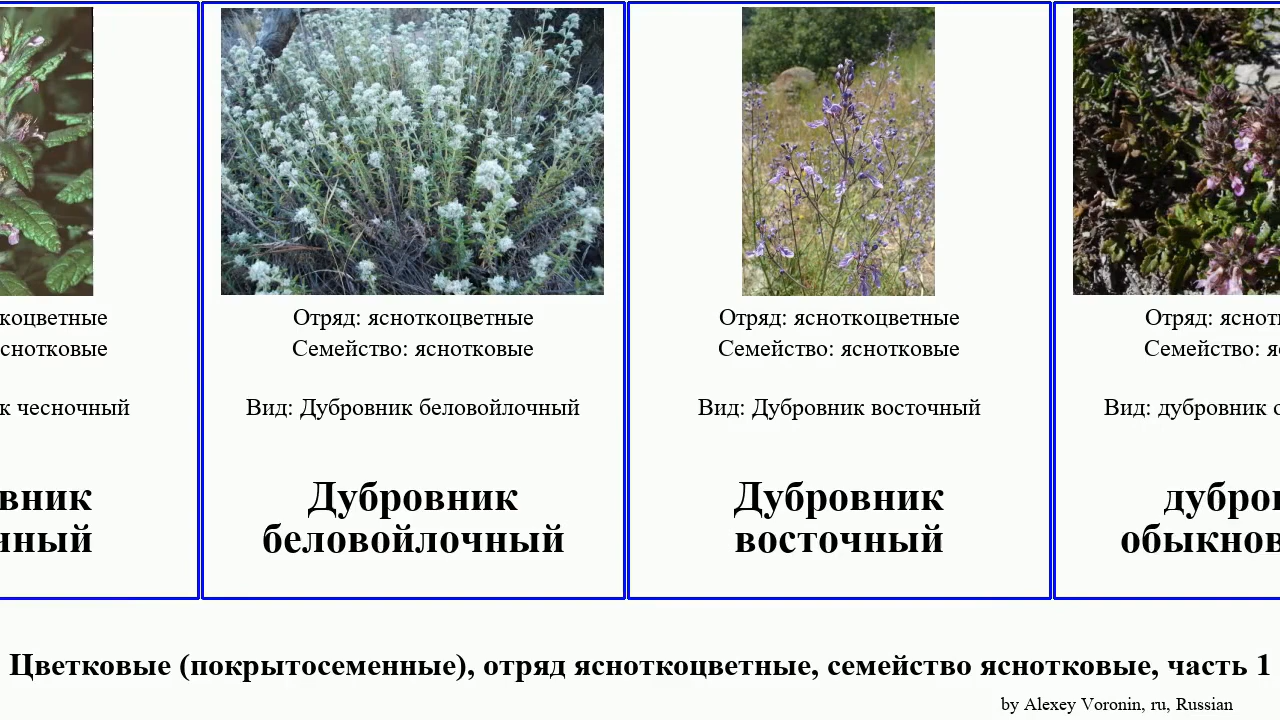 коцветные
снотковые
к чесночный
вник
нный
Отряд: ясноткоцветные
Семейство: яснотковые
Вид: Дубровник беловойлочный
Дубровник
беловойлочный
Отряд: ясноткоцветные
Семейство: яснотковые
Вид: Дубровник восточный
Дубровник
восточный
Отряд: яснот
Семейство: я
Вид: дубровник о
дубро
обыкнов
Цветковые (покрытосеменные), отряд ясноткоцветные, семейство яснотковые, часть 1
by Alexey Voronin, ru, Russian